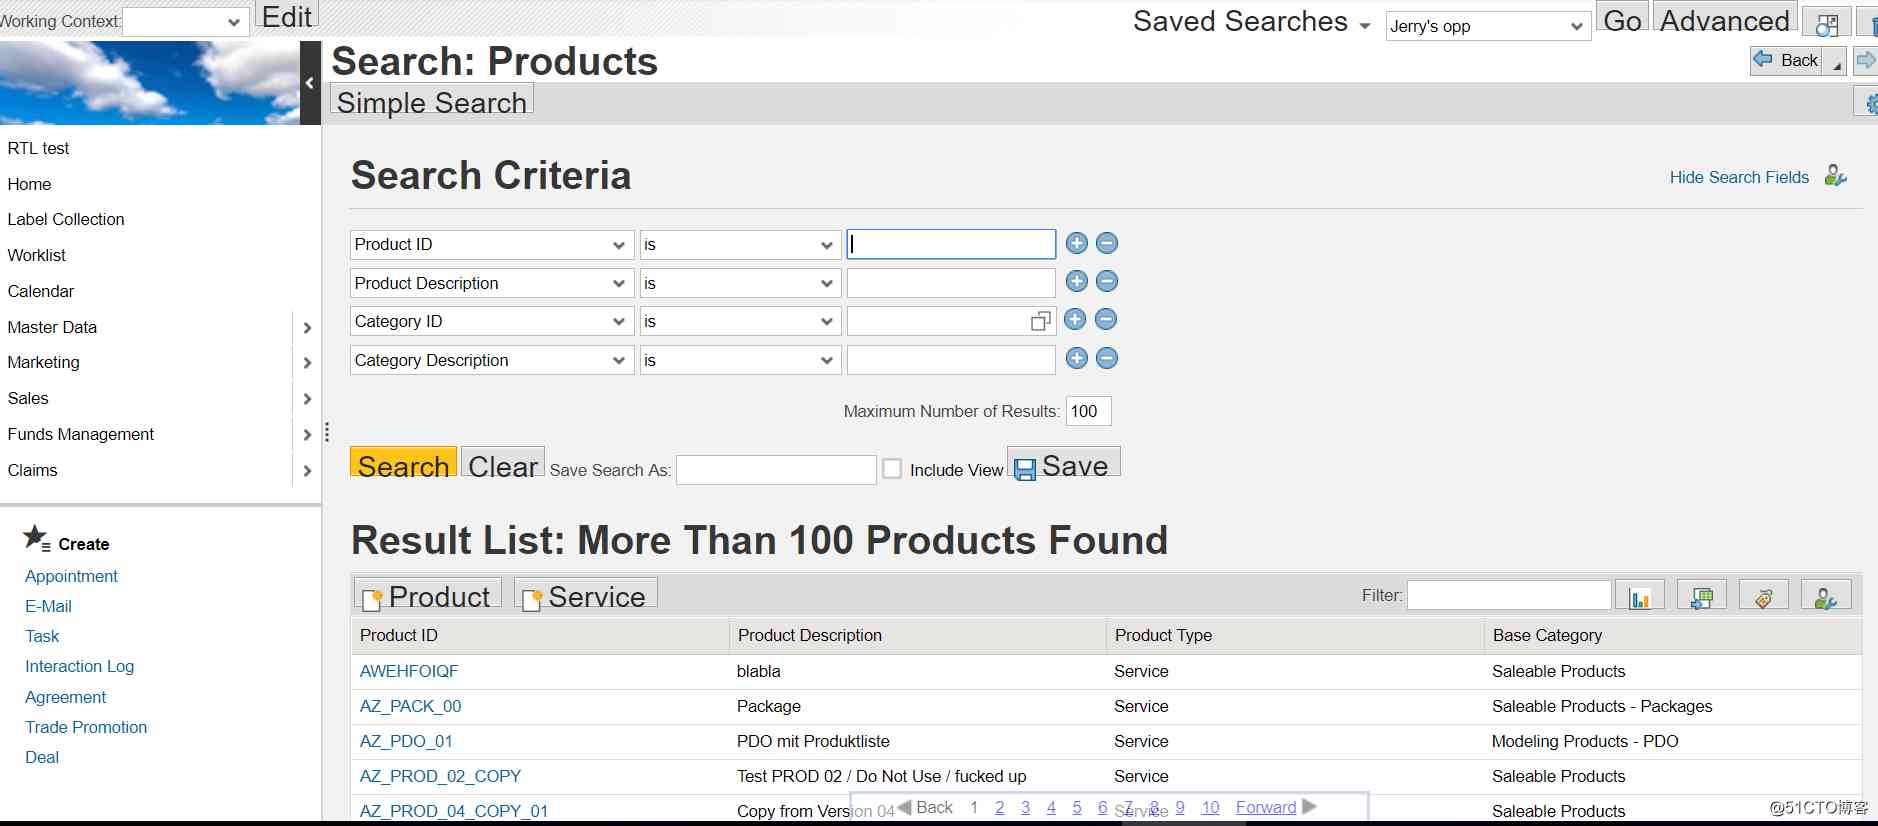 Working Context: Edit Saved Searches Jerry's opp Go Advanced
Search: Products Back
Simple Search
RTL test
Home
Label Collection
Worklist
Calendar
Master Data
Marketing
Sales
Funds Management
Claims
Create
Appointment
E-Mail
Task
Interaction Log
Agreement
Trade Promotion
Deal
Search Criteria Hide Search Fields
Product ID is
Product Description is
Category ID is
Category Description is
Maximum Number of Results: 100
Search Clear Save Search As: Include View Save
Result List: More Than 100 Products Found
Product Service Filter:
Product ID Product Description Product Type Base Category
AWEHFOIQF blabla Service Saleable Products
AZ_PACK_00 Package Service Saleable Products - Packages
AZ_PDO_01 PDO mit Produktliste Service Modeling Products - PDO
AZ_PROD_02_COPY Test PROD 02 / Do Not Use / fucked up Service Saleable Products
AZ_PROD_04_COPY_01 Copy from Version 04 Service Saleable Products
Back 1 2 3 4 5 6 7 8 9 10 Forward
@51CTO博客